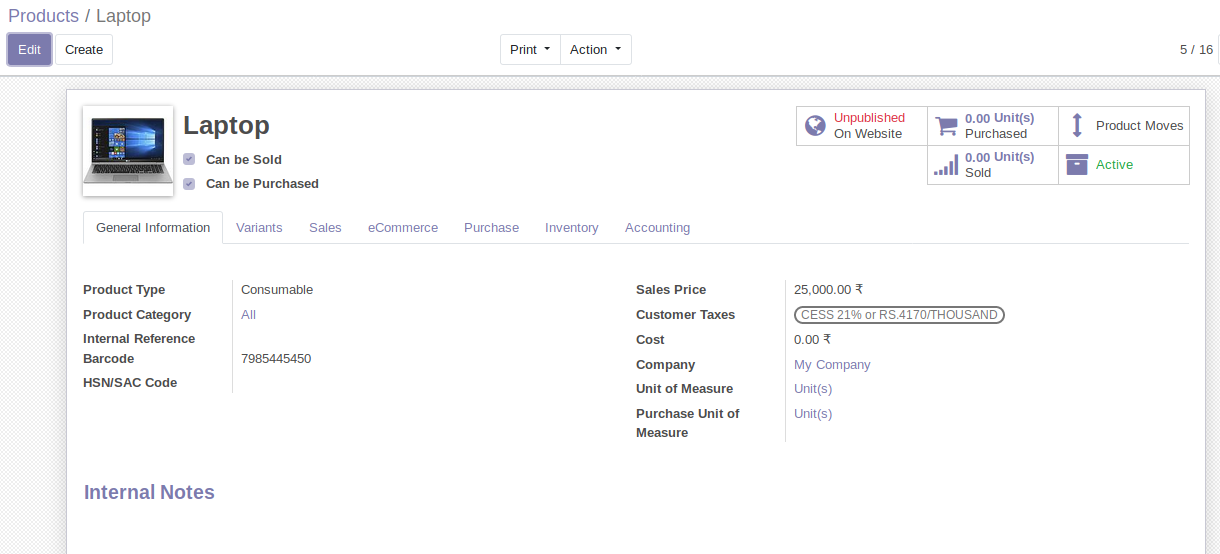 Products / Laptop
Edit Create Print Action 5 / 16
Laptop
Can be Sold
Can be Purchased
Unpublished
On Website
0.00 Unit(s)
Purchased
Product Moves
0.00 Unit(s)
Sold
Active
General Information Variants Sales eCommerce Purchase Inventory Accounting
Product Type Consumable
Product Category All
Internal Reference
Barcode 7985445450
HSN/SAC Code
Sales Price 25,000.00 ₹
Customer Taxes CESS 21% or RS.4170/THOUSAND
Cost 0.00 ₹
Company My Company
Unit of Measure Unit(s)
Purchase Unit of Unit(s)
Measure
Internal Notes